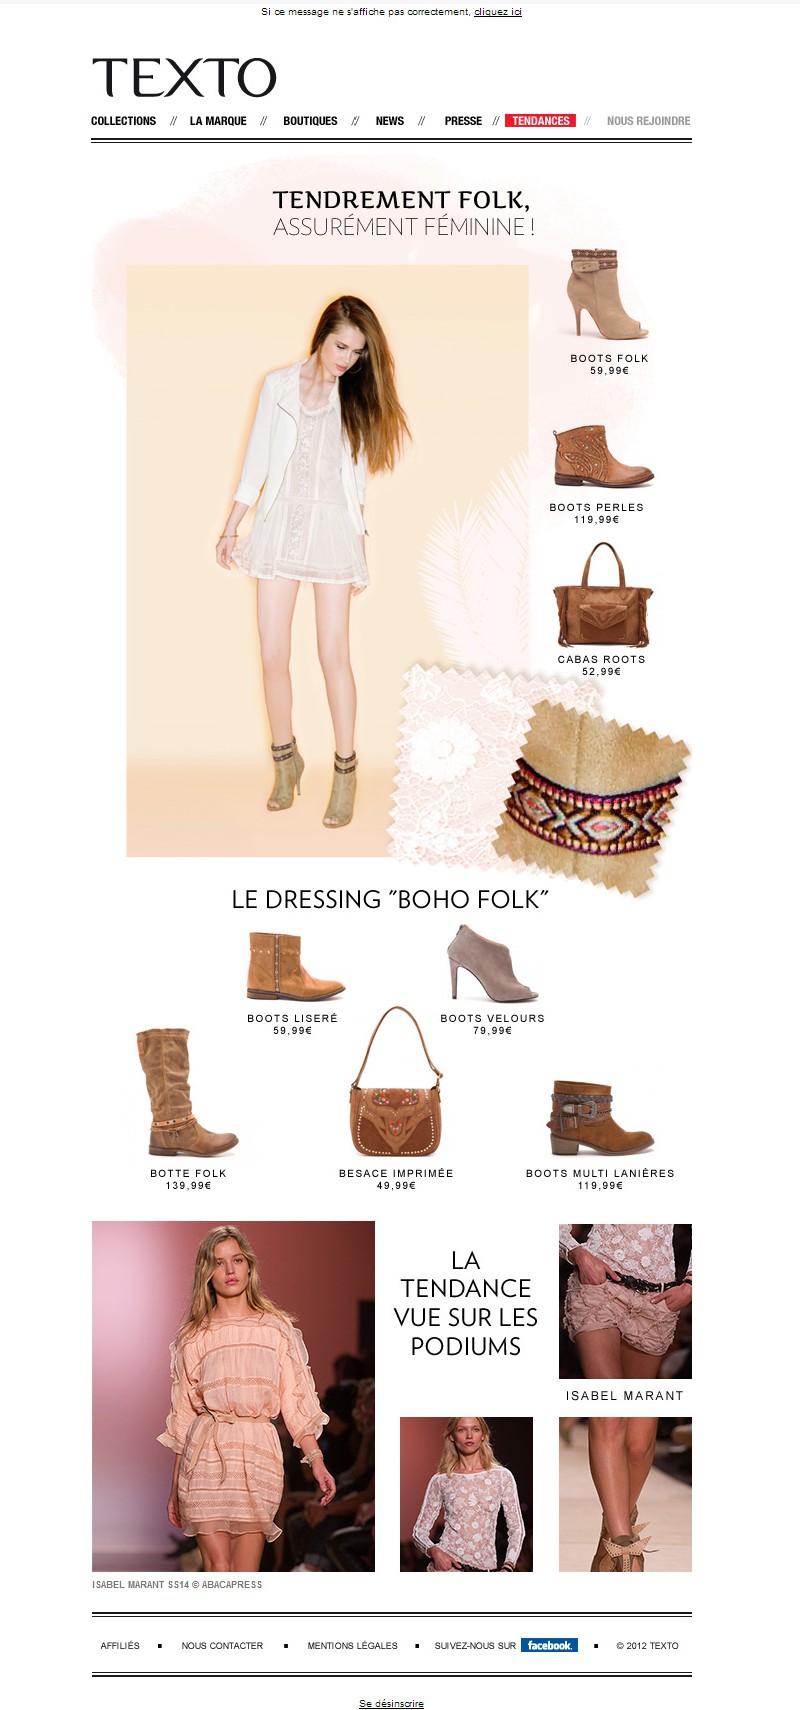 Si ce message ne s'affiche pas correctement, cliquez ici
TEXTO
COLLECTIONS // LA MARQUE // BOUTIQUES // NEWS // PRESSE // TENDANCES // NOUS REJOINDRE
TENDREMENT FOLK,
ASSURÉMENT FÉMININE !
BOOTS FOLK
59,99€
BOOTS PERLES
119,99€
CABAS ROOTS
52,99€
LE DRESSING "BOHO FOLK"
BOOTS LISERÉ
59,99€
BOOTS VELOURS
79,99€
BOTTE FOLK
139,99€
BESACE IMPRIMÉE
49,99€
BOOTS MULTI LANIÈRES
119,99€
LA
TENDANCE
VUE SUR LES
PODIUMS
ISABEL MARANT
ISABEL MARANT SS14 © ABACAPRESS
AFFILIÉS ▪ NOUS CONTACTER ▪ MENTIONS LÉGALES ▪ SUIVEZ-NOUS SUR facebook. ▪ © 2012 TEXTO
Se désinscrire